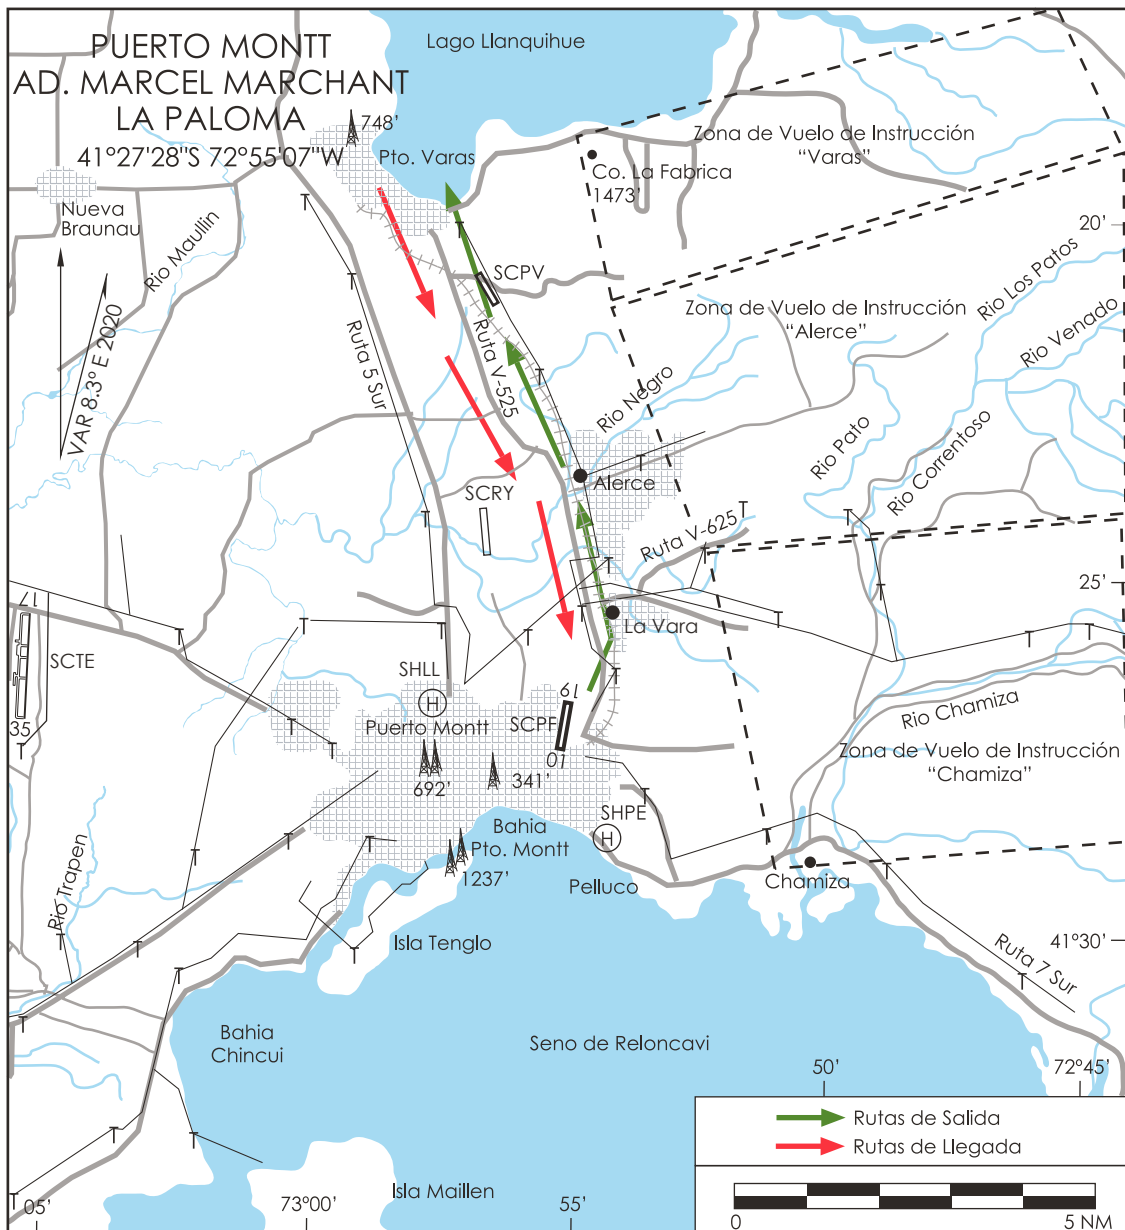 PUERTO MONTT
AD. MARCEL MARCHANT
LA PALOMA
41°27'28"S 72°55'07"W
Lago Llanquihue
748'
Pto. Varas
Zona de Vuelo de Instrucción
"Varas"
Co. La Fabrica
1473'
Nueva
Braunau
Rio Maullin
20'
VAR 8.3° E 2020
SCPV
Rio Los Patos
Zona de Vuelo de Instrucción
"Alerce"
Rio Venado
Ruta 5 Sur
Ruta V-525
Rio Negro
Rio Pato
Rio Correntoso
Alerce
SCRY
Ruta V-625
25'
17
SCTE
35
La Vara
SHLL
H
Puerto Montt
SCPF
19
01
Rio Chamiza
Zona de Vuelo de Instrucción
"Chamiza"
692'
341'
SHPE
H
Bahia
Pto. Montt
1237'
Pelluco
Chamiza
Rio Trapen
Isla Tenglo
41°30'
Ruta 7 Sur
Bahia
Chincui
Seno de Reloncavi
50'
72°45'
Rutas de Salida
Rutas de Llegada
Isla Maillen
05'
73°00'
55'
0
5 NM